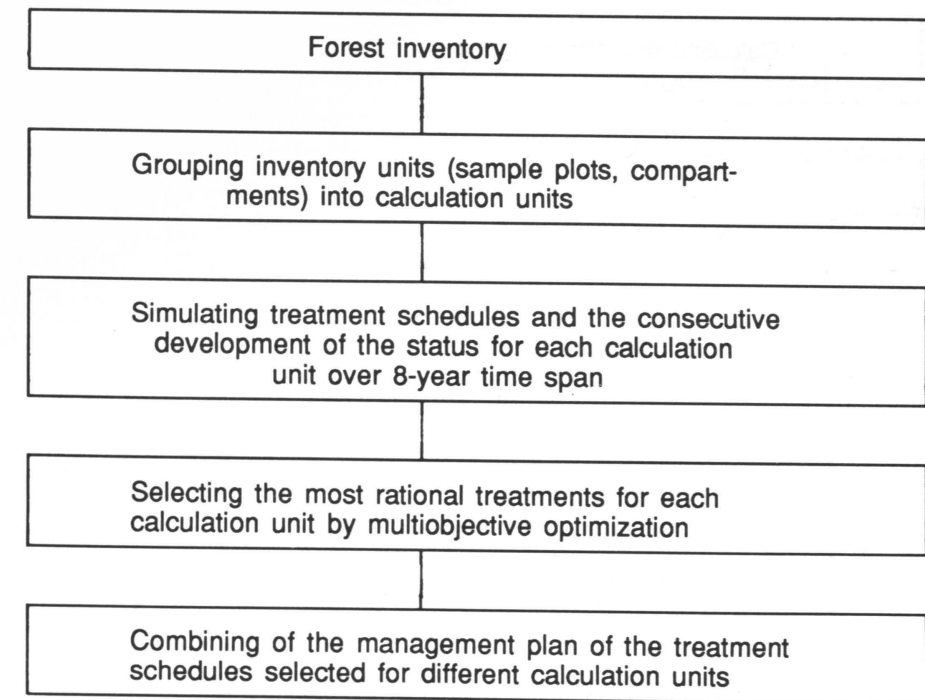 Forest inventory
Grouping inventory units (sample plots, compart-
ments) into calculation units
Simulating treatment schedules and the consecutive
development of the status for each calculation
unit over 8-year time span
Selecting the most rational treatments for each
calculation unit by multiobjective optimization
Combining of the management plan of the treatment
schedules selected for different calculation units